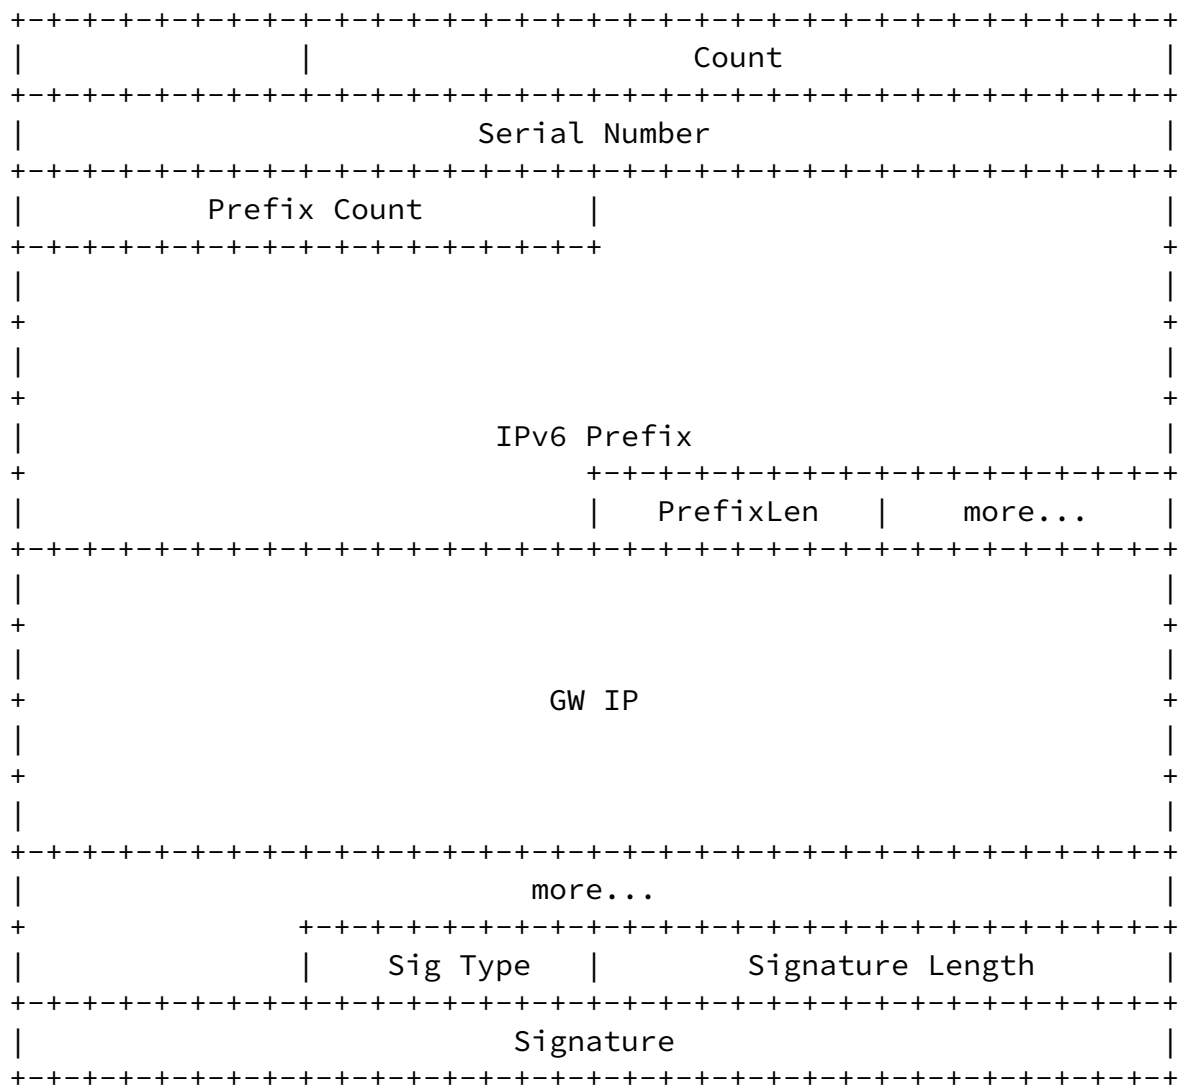 +-+-+-+-+-+-+-+-+-+-+-+-+-+-+-+-+-+-+-+-+-+-+-+-+-+-+-+-+-+-+-+-+
|               |                     Count                     |
+-+-+-+-+-+-+-+-+-+-+-+-+-+-+-+-+-+-+-+-+-+-+-+-+-+-+-+-+-+-+-+-+
|                         Serial Number                         |
+-+-+-+-+-+-+-+-+-+-+-+-+-+-+-+-+-+-+-+-+-+-+-+-+-+-+-+-+-+-+-+-+
|          Prefix Count         |                               |
+-+-+-+-+-+-+-+-+-+-+-+-+-+-+-+-+                               +
|                                                               |
+                                                               +
|                                                               |
+                                                               +
|                          IPv6 Prefix                          |
+                               +-+-+-+-+-+-+-+-+-+-+-+-+-+-+-+-+
|                               |   PrefixLen   |    more...    |
+-+-+-+-+-+-+-+-+-+-+-+-+-+-+-+-+-+-+-+-+-+-+-+-+-+-+-+-+-+-+-+-+
|                                                               |
+                                                               +
|                                                               |
+                             GW IP                             +
|                                                               |
+                                                               +
|                                                               |
+-+-+-+-+-+-+-+-+-+-+-+-+-+-+-+-+-+-+-+-+-+-+-+-+-+-+-+-+-+-+-+-+
|                            more...                            |
+               +-+-+-+-+-+-+-+-+-+-+-+-+-+-+-+-+-+-+-+-+-+-+-+-+
|               |    Sig Type   |        Signature Length       |
+-+-+-+-+-+-+-+-+-+-+-+-+-+-+-+-+-+-+-+-+-+-+-+-+-+-+-+-+-+-+-+-+
|                           Signature                           |
+-+-+-+-+-+-+-+-+-+-+-+-+-+-+-+-+-+-+-+-+-+-+-+-+-+-+-+-+-+-+-+-+